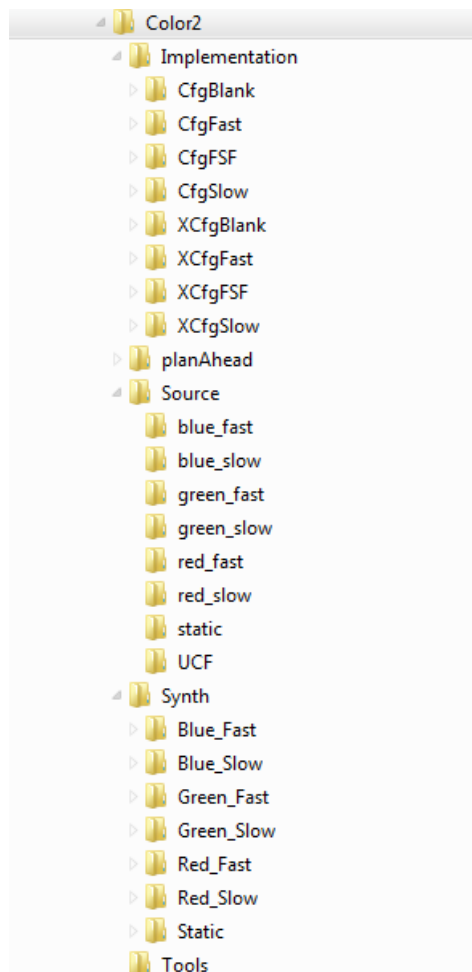 Color2
Implementation
CfgBlank
CfgFast
CfgFSF
CfgSlow
XCfgBlank
XCfgFast
XCfgFSF
XCfgSlow
planAhead
Source
blue_fast
blue_slow
green_fast
green_slow
red_fast
red_slow
static
UCF
Synth
Blue_Fast
Blue_Slow
Green_Fast
Green_Slow
Red_Fast
Red_Slow
Static
Tools